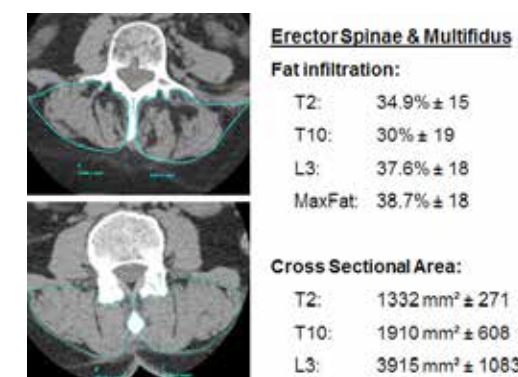 Erector Spinae & Multifidus
Fat infiltration:
T2: 34.9% ± 15
T10: 30% ± 19
L3: 37.6% ± 18
MaxFat: 38.7% ± 18
Cross Sectional Area:
T2: 1332 mm² ± 271
T10: 1910 mm² ± 608
L3: 3915 mm² ± 1083